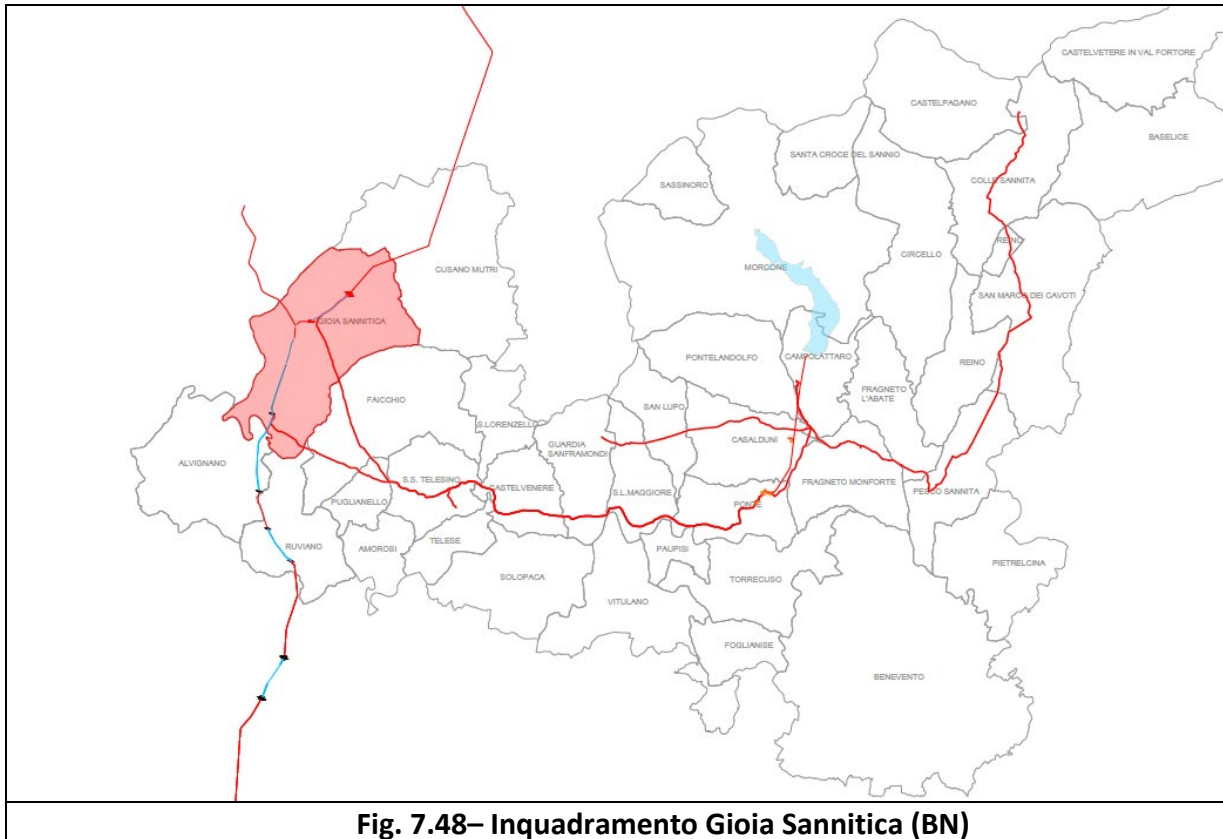 CASTELVETERE IN VAL FORTORE
CASTELPAGANO
BASELICE
SANTA CROCE DEL SANNIO
SASSINORO
COLLE SANNITA
REINO
CIRCELLO
CUSANO MUTRI
MORCONE
SAN MARCO DEI CAVOTI
GIOIA SANNITICA
PONTELANDOLFO
CAMPOLATTARO
REINO
FRAGNETO
L'ABATE
FAICCHIO
SAN LUPO
S.LORENZELLO
GUARDIA
SANFRAMONDI
CASALDUNI
ALVIGNANO
S.S. TELESINO
CASTELVENERE
S.L.MAGGIORE
FRAGNETO MONFORTE
PESCO SANNITA
PUGLIANELLO
PONTE
RUVIANO
AMOROSI
TELESE
PAUPISI
SOLOPACA
TORRECUSO
PIETRELCINA
VITULANO
FOGLIANISE
BENEVENTO
Fig. 7.48– Inquadramento Gioia Sannitica (BN)